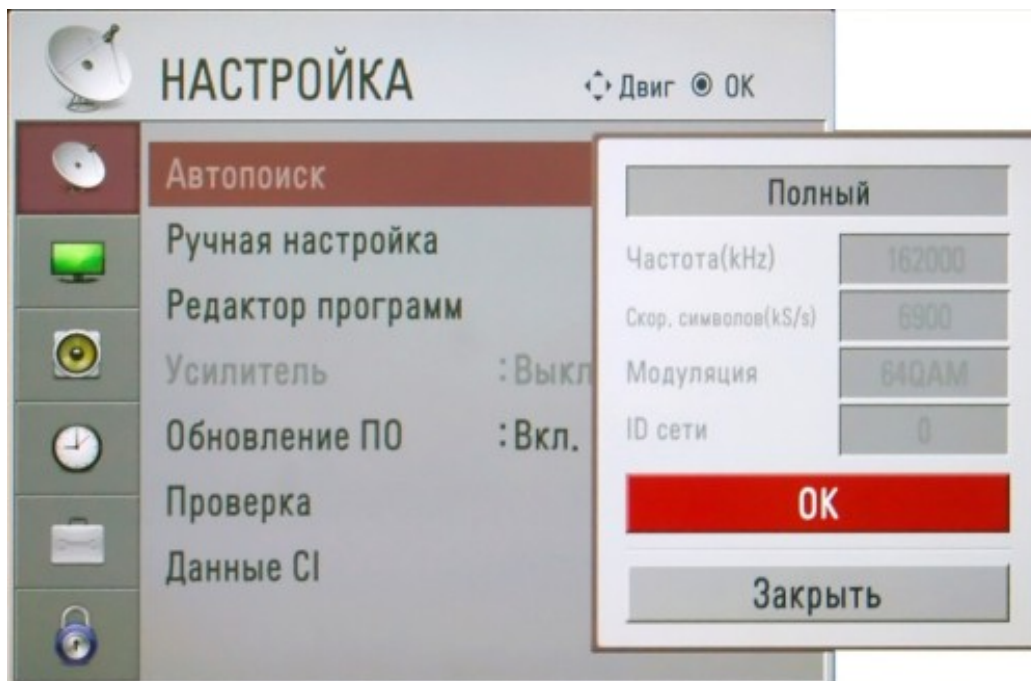 НАСТРОЙКА
Двиг OK
Автопоиск
Ручная настройка
Редактор программ
Усилитель :Выкл
Обновление ПО :Вкл.
Проверка
Данные CI
Полный
Частота(kHz) 162000
Скор. символов(kS/s) 6900
Модуляция 64QAM
ID сети 0
OK
Закрыть